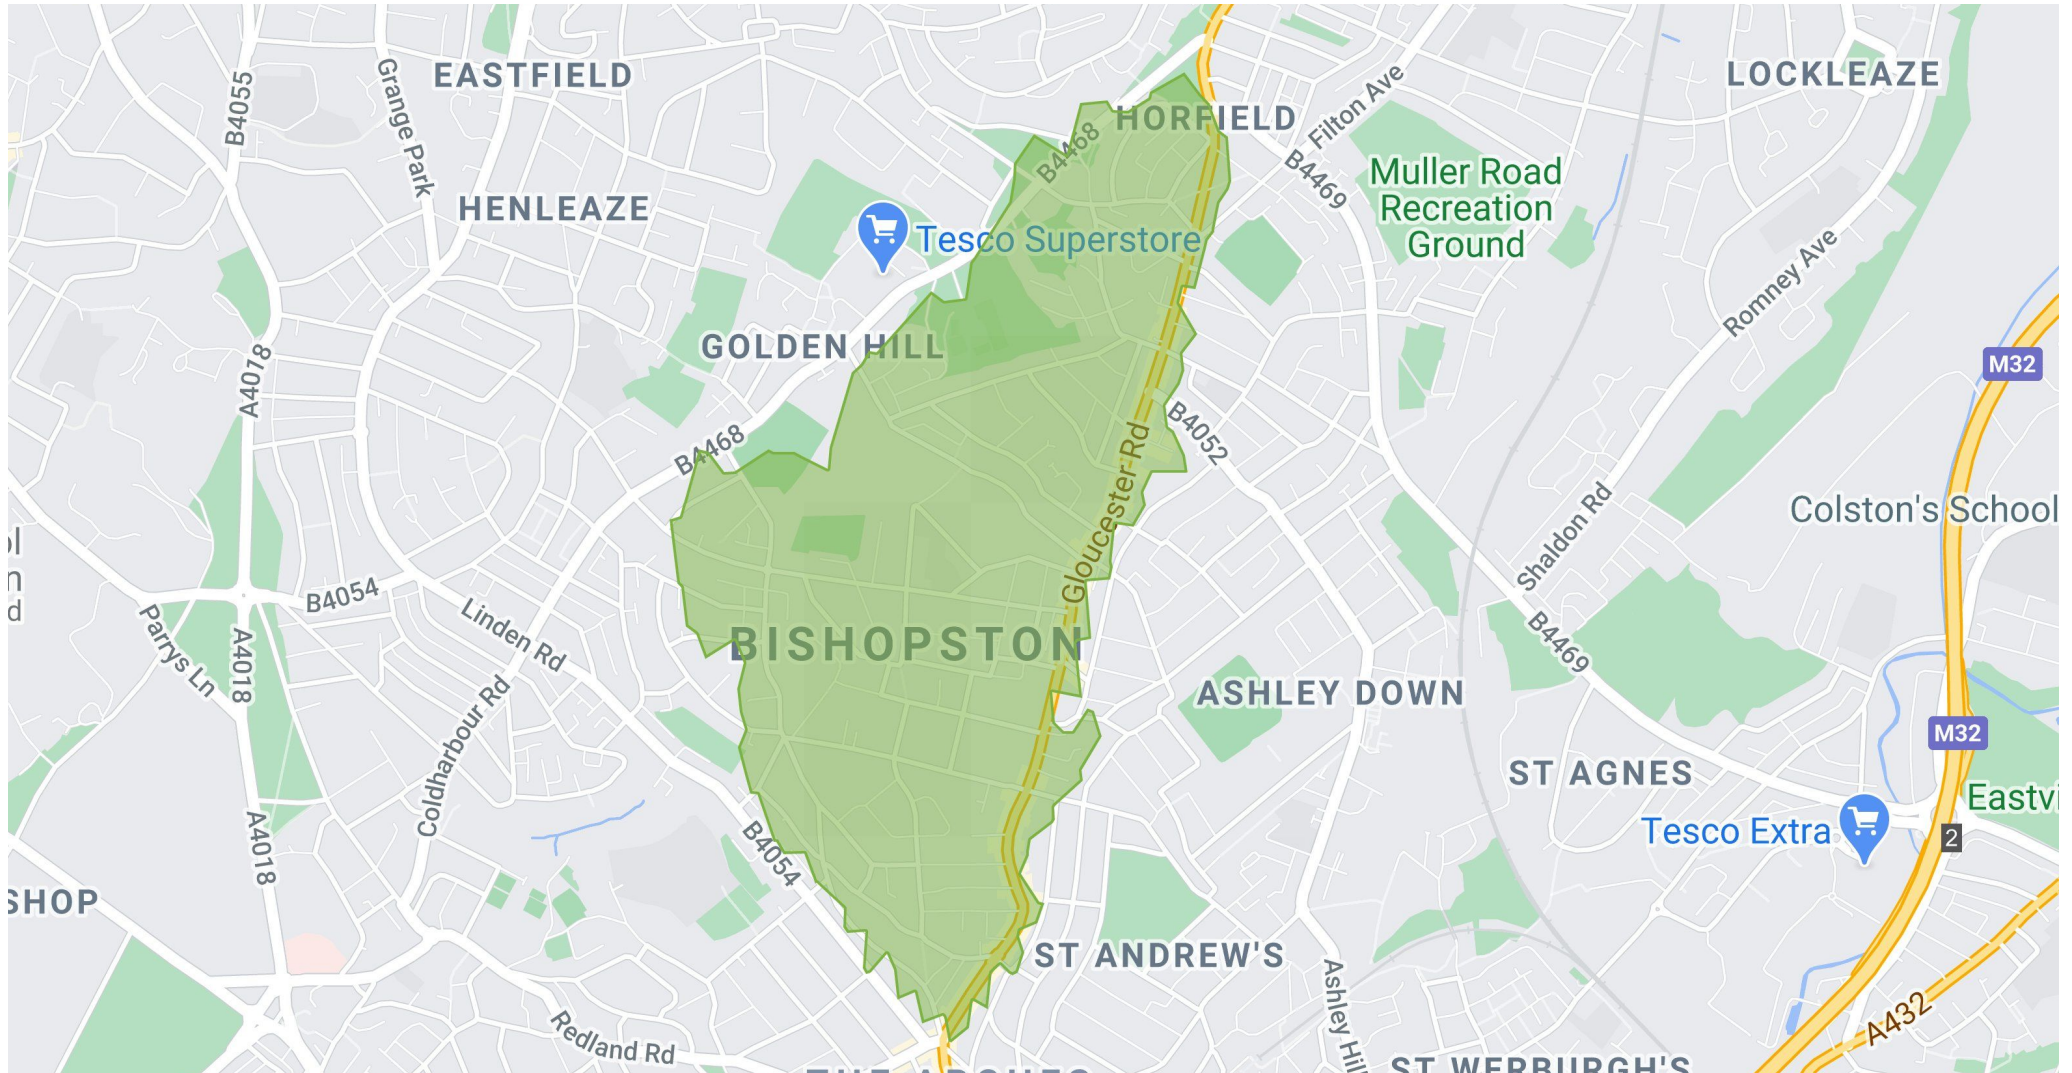 EASTFIELD
LOCKLEAZE
B4055
Grange Park
HORFIELD
Filton Ave
B4468
B4469
Muller Road
Recreation
Ground
HENLEAZE
Tesco Superstore
Romney Ave
GOLDEN HILL
A4018
M32
B4468
B4052
Gloucester Rd
Shaldon Rd
Colston's School
B4054
Linden Rd
Parrys Ln
A4018
BISHOPSTON
B4469
ASHLEY DOWN
Coldharbour Rd
M32
ST AGNES
Eastvi
Tesco Extra
2
A4018
B4054
SHOP
ST ANDREW'S
Ashley Hil
A432
Redland Rd
ST WERBURGH'S